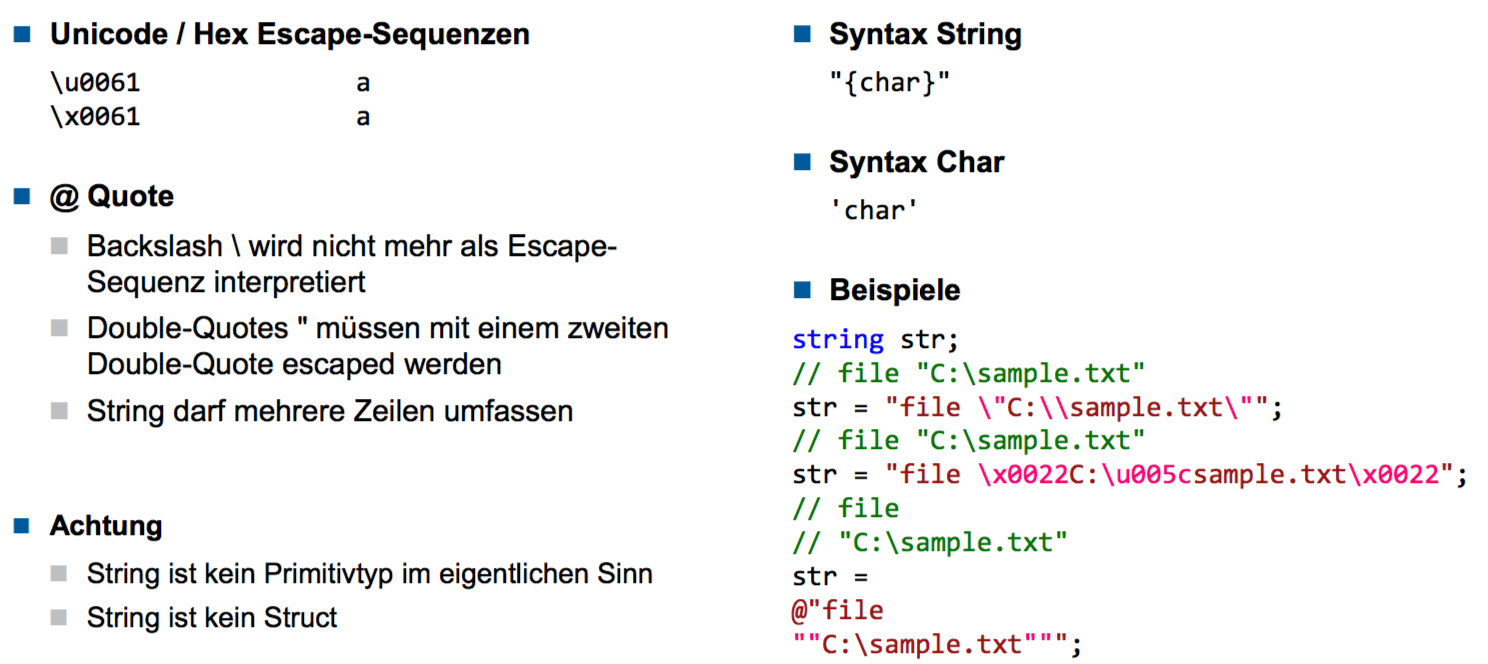 Unicode / Hex Escape-Sequenzen
\u0061 a
\x0061 a
@ Quote
Backslash \ wird nicht mehr als Escape-
Sequenz interpretiert
Double-Quotes " müssen mit einem zweiten
Double-Quote escaped werden
String darf mehrere Zeilen umfassen
Achtung
String ist kein Primitivtyp im eigentlichen Sinn
String ist kein Struct
Syntax String
"{char}"
Syntax Char
'char'
Beispiele
string str;
// file "C:\sample.txt"
str = "file \"C:\\sample.txt\"";
// file "C:\sample.txt"
str = "file \x0022C:\u005csample.txt\x0022";
// file
// "C:\sample.txt"
str =
@"file
""C:\sample.txt""";